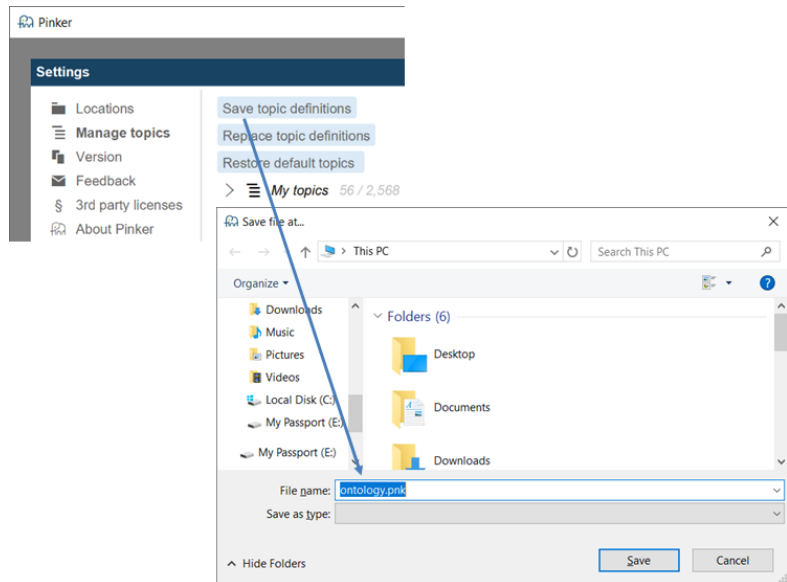 Pinker
Settings
Locations
Manage topics
Version
Feedback
§ 3rd party licenses
About Pinker
Save topic definitions
Replace topic definitions
Restore default topics
My topics 56 / 2,568
Save file at...
This PC
Search This PC
Organize
?
Downloads
Music
Pictures
Videos
Local Disk (C:)
My Passport (E:)
My Passport (E:)
Folders (6)
Desktop
Documents
Downloads
File name: ontology.pnk
Save as type:
Hide Folders
Save
Cancel